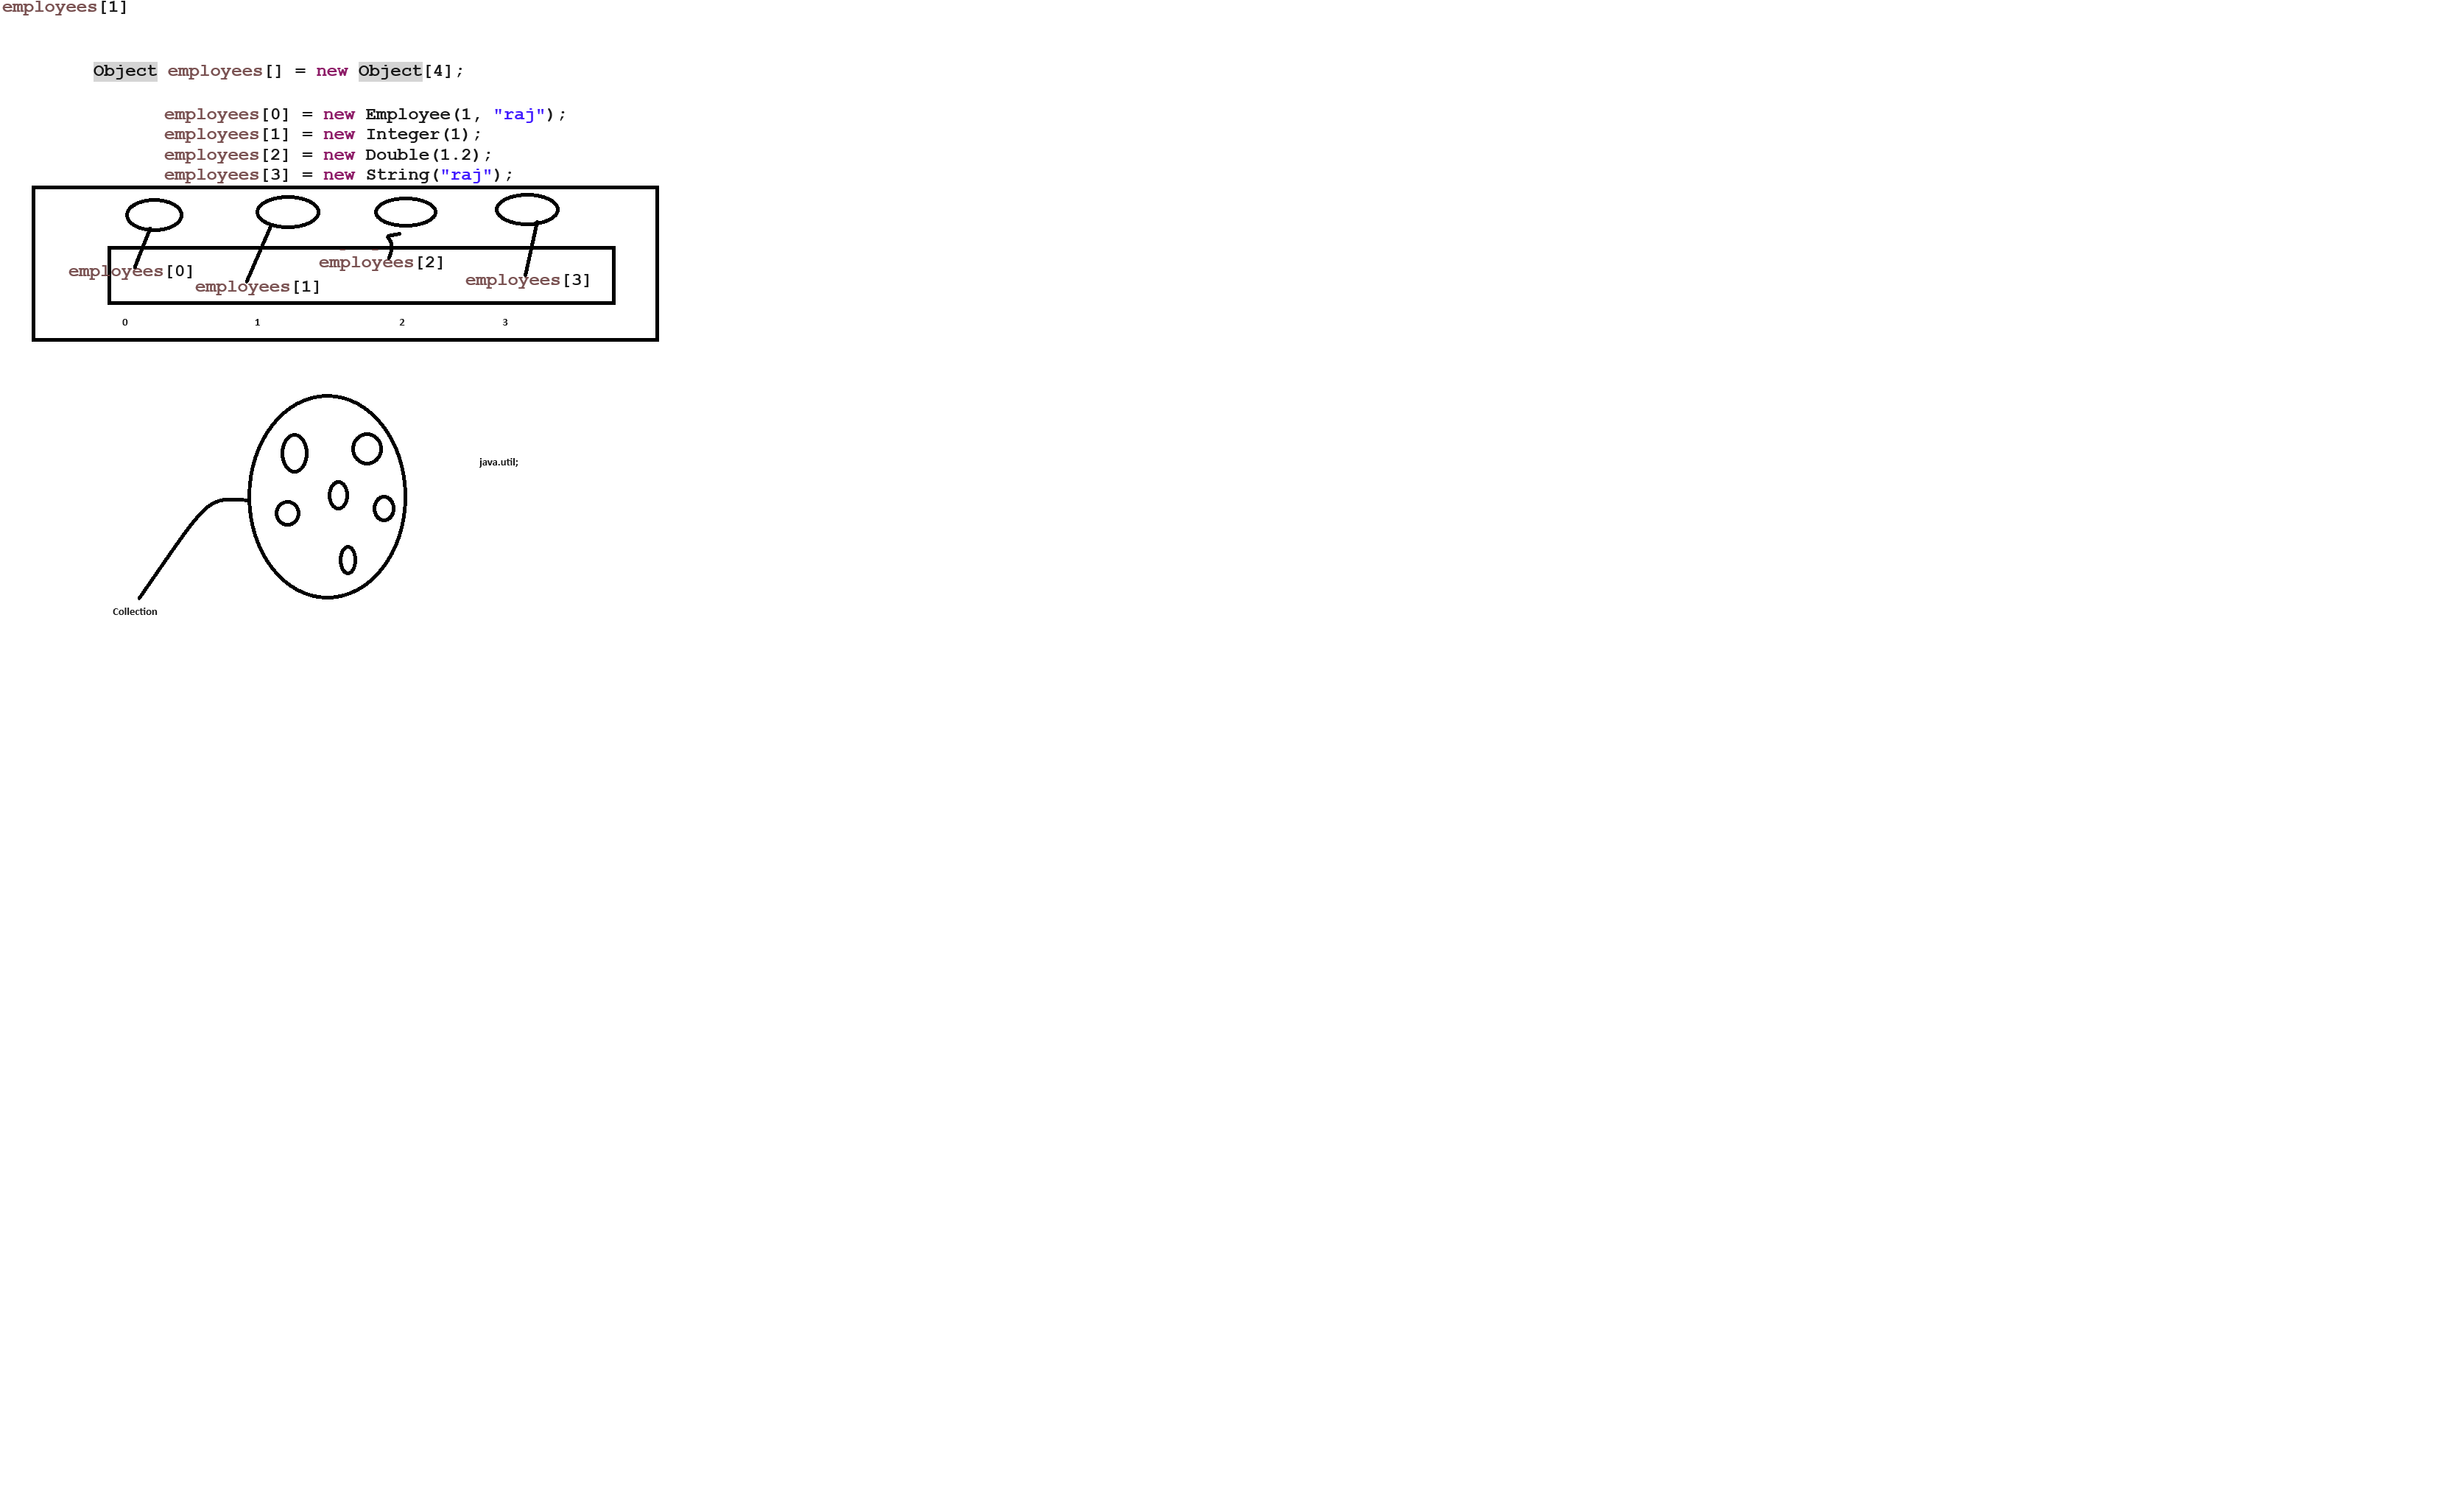 employees[1]
Object employees[] = new Object[4];
employees[0] = new Employee(1, "raj");
employees[1] = new Integer(1);
employees[2] = new Double(1.2);
employees[3] = new String("raj");
employees[0]
employees[1]
employees[2]
employees[3]
0 1 2 3
java.util;
Collection